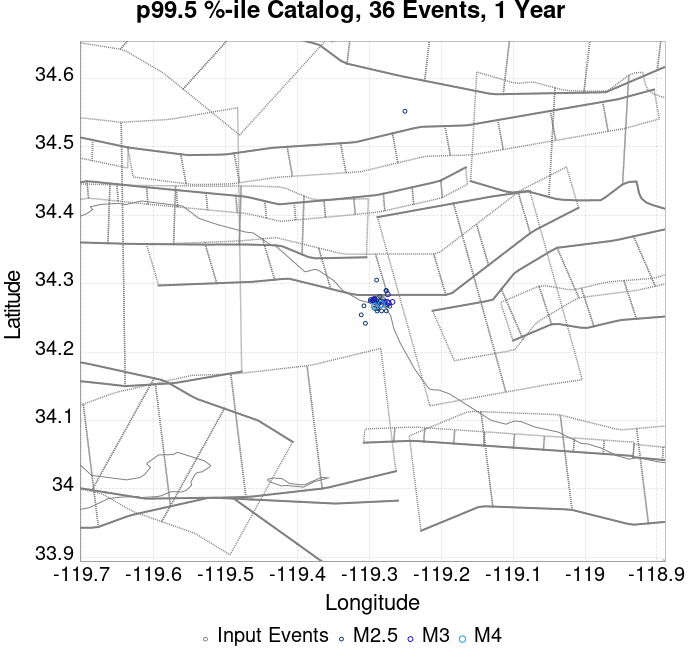 p99.5 %-ile Catalog, 36 Events, 1 Year
34.6
34.5
34.4
34.3
34.2
34.1
34
33.9
Latitude
-119.7 -119.6 -119.5 -119.4 -119.3 -119.2 -119.1 -119 -118.9
Longitude
Input Events M2.5 M3 M4